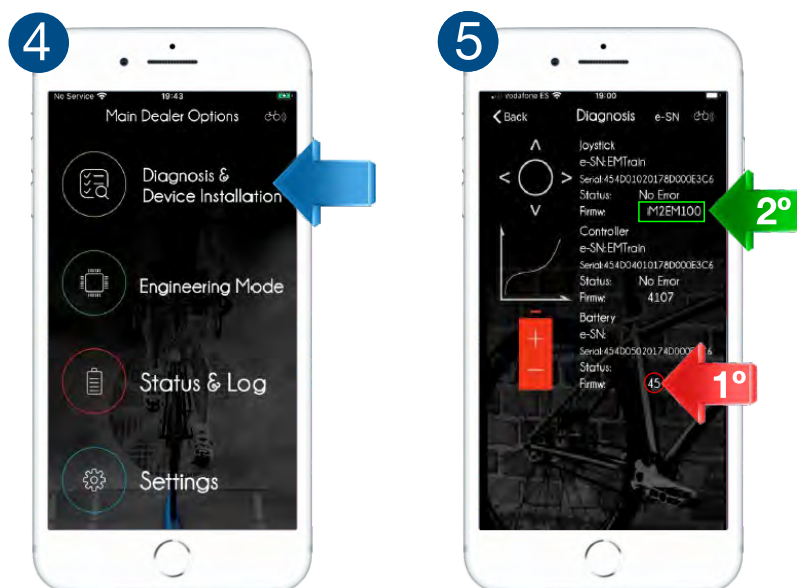 4
No Service 19:43
Main Dealer Options
Diagnosis &
Device Installation
Engineering Mode
Status & Log
Settings
5
Vodafone ES 19:00
Back Diagnosis e-SN
Joystick
e-SN:EMTrain
Serial:454D01020178D000E3C6
Status: No Error
Firmw: iM2EM100
2º
Controller
e-SN:EMTrain
Serial:454D04010178D000E3C6
Status: No Error
Firmw: 4107
Battery
e-SN:
Status:
Firmw: 45
1º